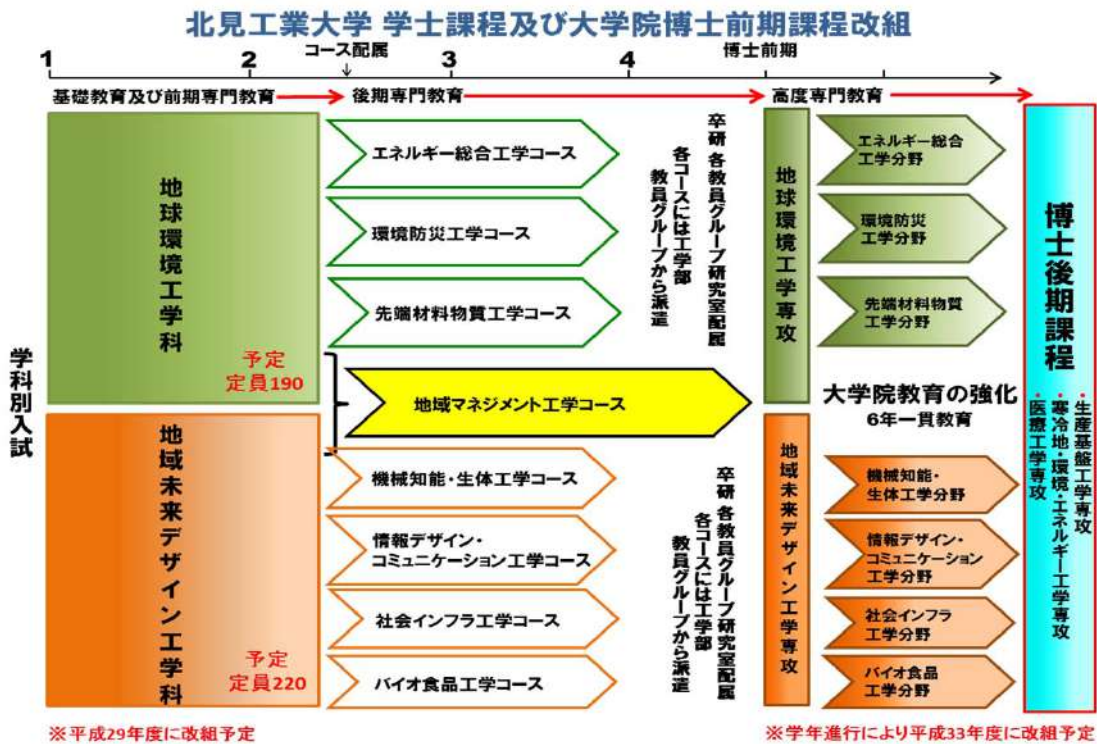 北見工業大学 学士課程及び大学院博士前期課程改組
1
2
コース配属
3
4
博士前期
基礎教育及び前期専門教育
後期専門教育
高度専門教育
学科別入試
地球環境工学科
予定
定員190
エネルギー総合工学コース
環境防災工学コース
先端材料物質工学コース
卒研 各教員グループ研究室配属
各コースには工学部
教員グループから派遣
地球環境工学専攻
エネルギー総合
工学分野
環境防災
工学分野
先端材料物質
工学分野
地域マネジメント工学コース
大学院教育の強化
6年一貫教育
地域未来デザイン工学科
予定
定員220
機械知能・生体工学コース
情報デザイン・
コミュニケーション工学コース
社会インフラ工学コース
バイオ食品工学コース
卒研 各教員グループ研究室配属
各コースには工学部
教員グループから派遣
地域未来デザイン工学専攻
機械知能・
生体工学分野
情報デザイン・
コミュニケーション
工学分野
社会インフラ
工学分野
バイオ食品
工学分野
博士後期課程
・生産基盤工学専攻
・寒冷地・環境・エネルギー工学専攻
・医療工学専攻
※平成29年度に改組予定
※学年進行により平成33年度に改組予定